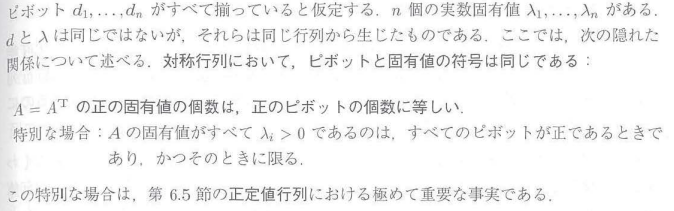 ピボット d₁,...,dₙ がすべて揃っていると仮定する．n 個の実数固有値 λ₁,...,λₙ がある．
d と λ は同じではないが，それらは同じ行列から生じたものである．ここでは，次の隠れた
関係について述べる．対称行列において，ピボットと固有値の符号は同じである：
A = Aᵀ の正の固有値の個数は，正のピボットの個数に等しい．
特別な場合：A の固有値がすべて λᵢ > 0 であるのは，すべてのピボットが正であるときで
あり，かつそのときに限る．
この特別な場合は，第 6.5 節の正定値行列における極めて重要な事実である．